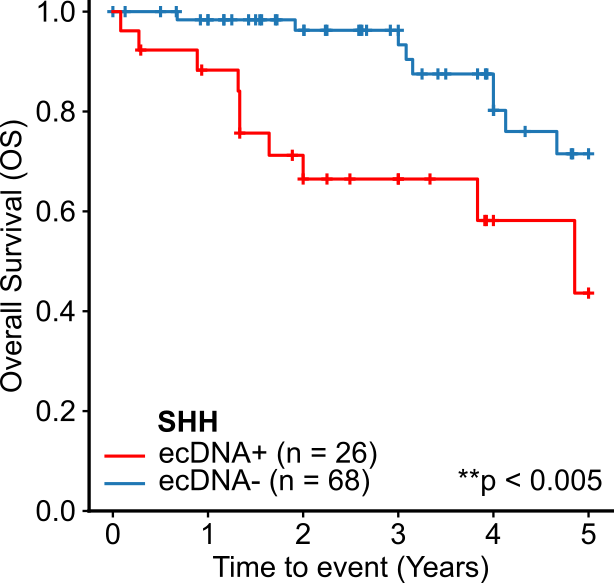 Overall Survival (OS)
1.0
0.8
0.6
0.4
0.2
0.0
SHH
ecDNA+ (n = 26)
ecDNA- (n = 68)
**p < 0.005
0 1 2 3 4 5
Time to event (Years)